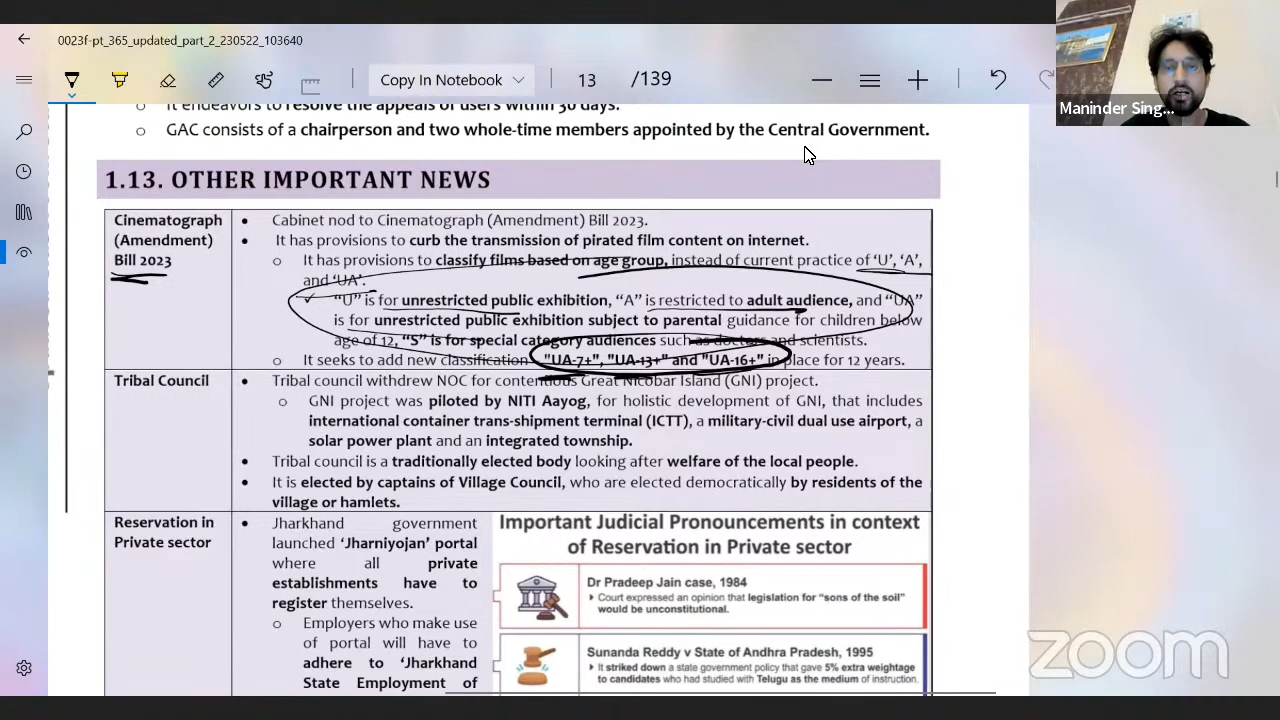 0023f-pt_365_updated_part_2_230522_103640
Copy In Notebook
13 /139
Maninder Sing...
o It endeavors to resolve the appeals of users within 30 days.
o GAC consists of a chairperson and two whole-time members appointed by the Central Government.
1.13. OTHER IMPORTANT NEWS
Cinematograph
(Amendment)
Bill 2023
• Cabinet nod to Cinematograph (Amendment) Bill 2023.
• It has provisions to curb the transmission of pirated film content on internet.
o It has provisions to classify films based on age group, instead of current practice of 'U', 'A',
and 'UA'.
✓ "U" is for unrestricted public exhibition, "A" is restricted to adult audience, and "UA"
is for unrestricted public exhibition subject to parental guidance for children below
age of 12, "S" is for special category audiences such as doctors and scientists.
o It seeks to add new classification "UA-7+", "UA-13+" and "UA-16+" in place for 12 years.
Tribal Council
• Tribal council withdrew NOC for contentious Great Nicobar Island (GNI) project.
o GNI project was piloted by NITI Aayog, for holistic development of GNI, that includes
international container trans-shipment terminal (ICTT), a military-civil dual use airport, a
solar power plant and an integrated township.
• Tribal council is a traditionally elected body looking after welfare of the local people.
• It is elected by captains of Village Council, who are elected democratically by residents of the
village or hamlets.
Reservation in
Private sector
• Jharkhand government
launched 'Jharniyojan' portal
where all private
establishments have to
register themselves.
o Employers who make use
of portal will have to
adhere to 'Jharkhand
State Employment of
Important Judicial Pronouncements in context
of Reservation in Private sector
Dr Pradeep Jain case, 1984
▸ Court expressed an opinion that legislation for "sons of the soil"
would be unconstitutional.
Sunanda Reddy v State of Andhra Pradesh, 1995
▸ It struck down a state government policy that gave 5% extra weightage
to candidates who had studied with Telugu as the medium of instruction.
zoom